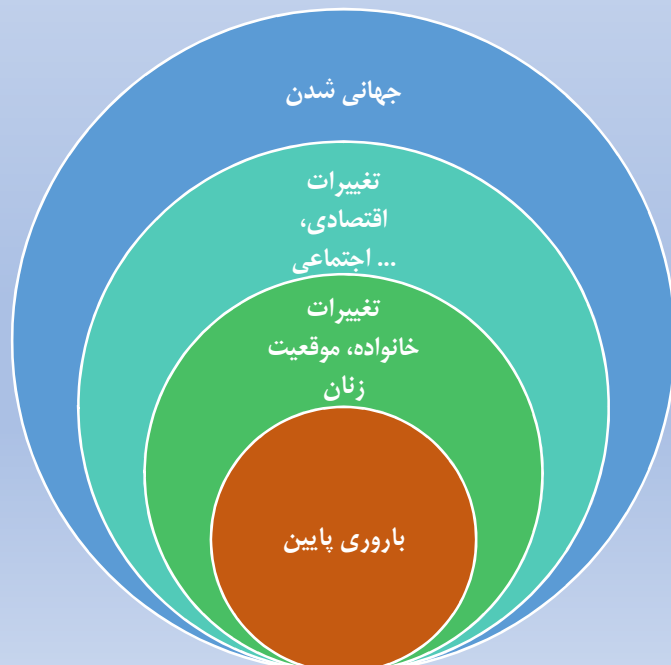 جهانی شدن
تغییرات
اقتصادی،
اجتماعی ...
تغییرات
خانواده، موقعیت
زنان
باروری پایین